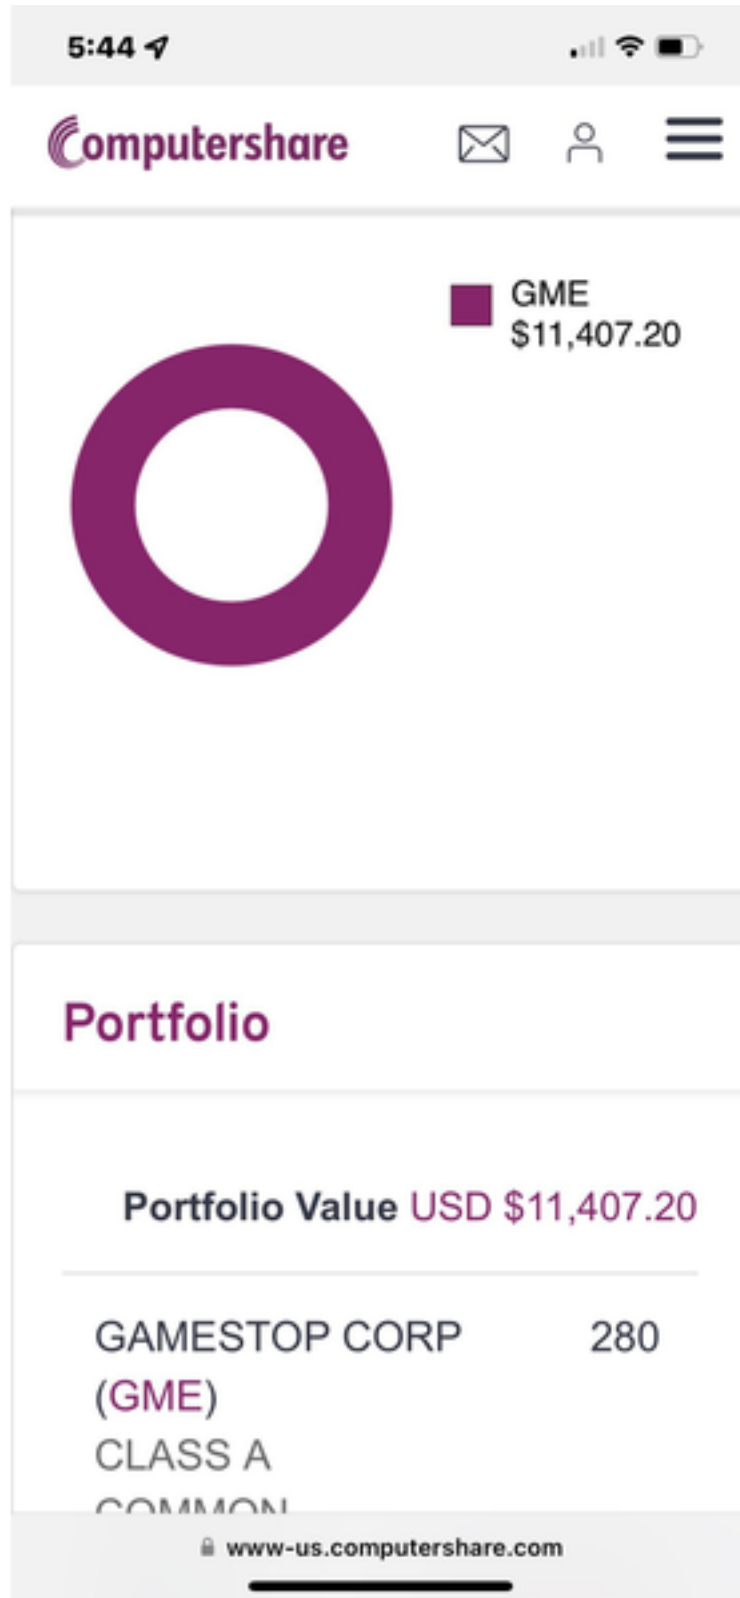 5:44
Computershare
GME
$11,407.20
Portfolio
Portfolio Value USD $11,407.20
GAMESTOP CORP 280
(GME)
CLASS A
COMMON
www-us.computershare.com